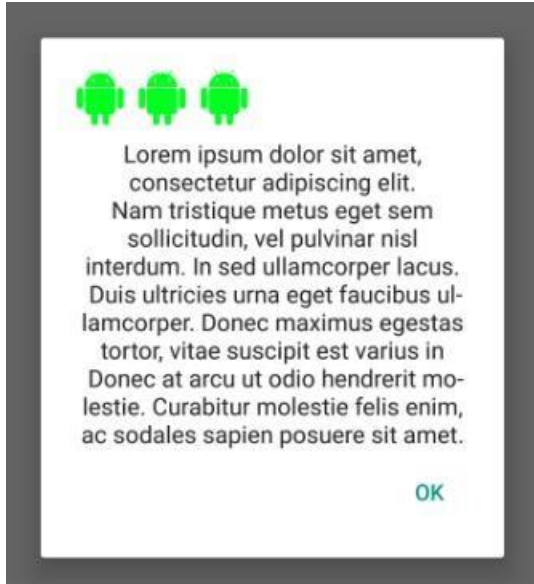 Lorem ipsum dolor sit amet,
consectetur adipiscing elit.
Nam tristique metus eget sem
sollicitudin, vel pulvinar nisl
interdum. In sed ullamcorper lacus.
Duis ultricies urna eget faucibus ul-
lamcorper. Donec maximus egestas
tortor, vitae suscipit est varius in
Donec at arcu ut odio hendrerit mo-
lestie. Curabitur molestie felis enim,
ac sodales sapien posuere sit amet.
OK